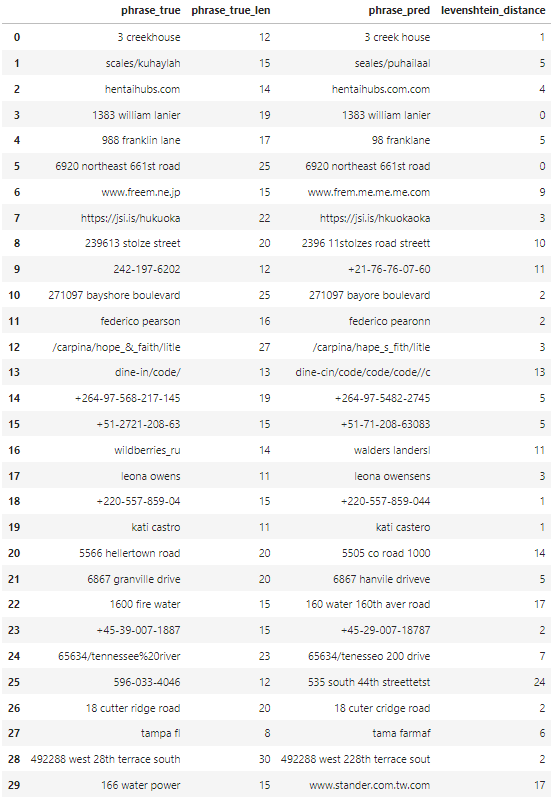 phrase_true phrase_true_len phrase_pred levenshtein_distance
0 3 creekhouse 12 3 creek house 1
1 scales/kuhaylah 15 seales/puhailaal 5
2 hentaihubs.com 14 hentaihubs.com.com 4
3 1383 william lanier 19 1383 william lanier 0
4 988 franklin lane 17 98 franklane 5
5 6920 northeast 661st road 25 6920 northeast 661st road 0
6 www.freem.ne.jp 15 www.frem.me.me.com 9
7 https://jsi.is/hukuoka 22 https://jsi.is/hkuokaoka 3
8 239613 stolze street 20 2396 11stolzes road streett 10
9 242-197-6202 12 +21-76-76-07-60 11
10 271097 bayshore boulevard 25 271097 bayore boulevard 2
11 federico pearson 16 federico pearonn 2
12 /carpina/hope_&_faith/litle 27 /carpina/hape_s_fith/litle 3
13 dine-in/code/ 13 dine-cin/code/code/code//c 13
14 +264-97-568-217-145 19 +264-97-5482-2745 5
15 +51-2721-208-63 15 +51-71-208-63083 5
16 wildberries_ru 14 walders landersl 11
17 leona owens 11 leona owensens 3
18 +220-557-859-04 15 +220-557-859-044 1
19 kati castro 11 kati castero 1
20 5566 hellertown road 20 5505 co road 1000 14
21 6867 granville drive 20 6867 hanvile driveve 5
22 1600 fire water 15 160 water 160th aver road 17
23 +45-39-007-1887 15 +45-29-007-18787 2
24 65634/tennessee%20river 23 65634/tenesseo 200 drive 7
25 596-033-4046 12 535 south 44th streettetst 24
26 18 cutter ridge road 20 18 cuter cridge road 2
27 tampa fl 8 tama farmaf 6
28 492288 west 28th terrace south 30 492288 west 228th terrace sout 2
29 166 water power 15 www.stander.com.tw.com 17